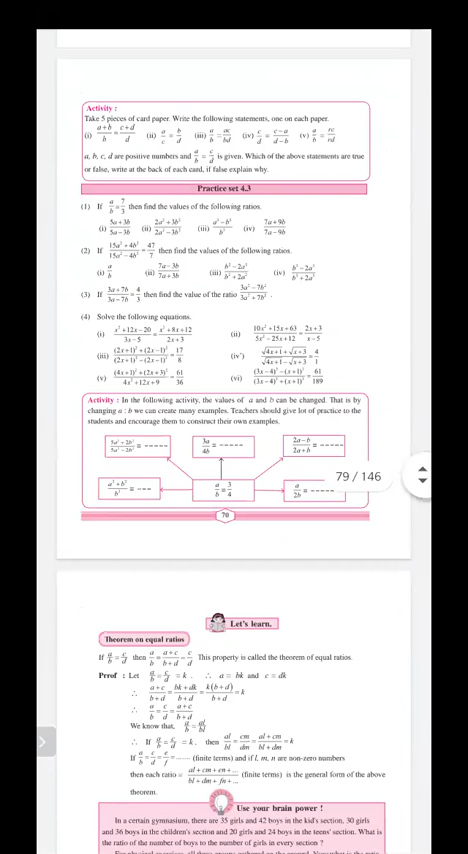 Activity :
Take 5 pieces of card paper. Write the following statements, one on each paper.
(i) (a+b)/b = (c+d)/d (ii) a/c = b/d (iii) a/b = ac/bd (iv) c/d = (c−a)/(d−b) (v) a/b = rc/rd
a, b, c, d are positive numbers and a/b = c/d is given. Which of the above statements are true
or false, write at the back of each card, if false explain why.
Practice set 4.3
(1) If a/b = 7/3 then find the values of the following ratios.
(i) (5a+3b)/(5a−3b) (ii) (2a²+3b²)/(2a²−3b²) (iii) (a³−b³)/b³ (iv) (7a+9b)/(7a−9b)
(2) If (15a²+4b²)/(15a²−4b²) = 47/7 then find the values of the following ratios.
(i) a/b (ii) (7a−3b)/(7a+3b) (iii) (b²−2a²)/(b²+2a²) (iv) (b³−2a³)/(b³+2a³)
(3) If (3a+7b)/(3a−7b) = 4/3 then find the value of the ratio (3a²−7b²)/(3a²+7b²) .
(4) Solve the following equations.
(i) (x²+12x−20)/(3x−5) = (x²+8x+12)/(2x+3) (ii) (10x²+15x+63)/(5x²−25x+12) = (2x+3)/(x−5)
(iii) ((2x+1)²+(2x−1)²)/((2x+1)²−(2x−1)²) = 17/8 (iv*) (√(4x+1)+√(x+3))/(√(4x+1)−√(x+3)) = 4/1
(v) ((4x+1)²+(2x+3)²)/(4x²+12x+9) = 61/36 (vi) ((3x−4)³−(x+1)³)/((3x−4)³+(x+1)³) = 61/189
Activity : In the following activity, the values of a and b can be changed. That is by
changing a : b we can create many examples. Teachers should give lot of practice to the
students and encourage them to construct their own examples.
(5a²+2b²)/(5a²−2b²) = ----- 3a/4b = ----- (2a−b)/(2a+b) = -----
79 / 146
(a²+b²)/b² = --- a/b = 3/4 a/2b = -----
70
Let's learn.
Theorem on equal ratios
If a/b = c/d then a/b = (a+c)/(b+d) = c/d This property is called the theorem of equal ratios.
Prrof : Let a/b = c/d = k . ∴ a = bk and c = dk
∴ (a+c)/(b+d) = (bk+dk)/(b+d) = k(b+d)/(b+d) = k
∴ a/b = c/d = (a+c)/(b+d)
We know that, a/b = al/bl
∴ If a/b = c/d = k, then al/bl = cm/dm = (al+cm)/(bl+dm) = k
If a/b = c/d = e/f = ....... (finite terms) and if l, m, n are non-zero numbers
then each ratio = (al+cm+en+...)/(bl+dm+fn+...) (finite terms) is the general form of the above
theorem.
Use your brain power !
In a certain gymnasium, there are 35 girls and 42 boys in the kid's section, 30 girls
and 36 boys in the children's section and 20 girls and 24 boys in the teens' section. What is
the ratio of the number of boys to the number of girls in every section ?